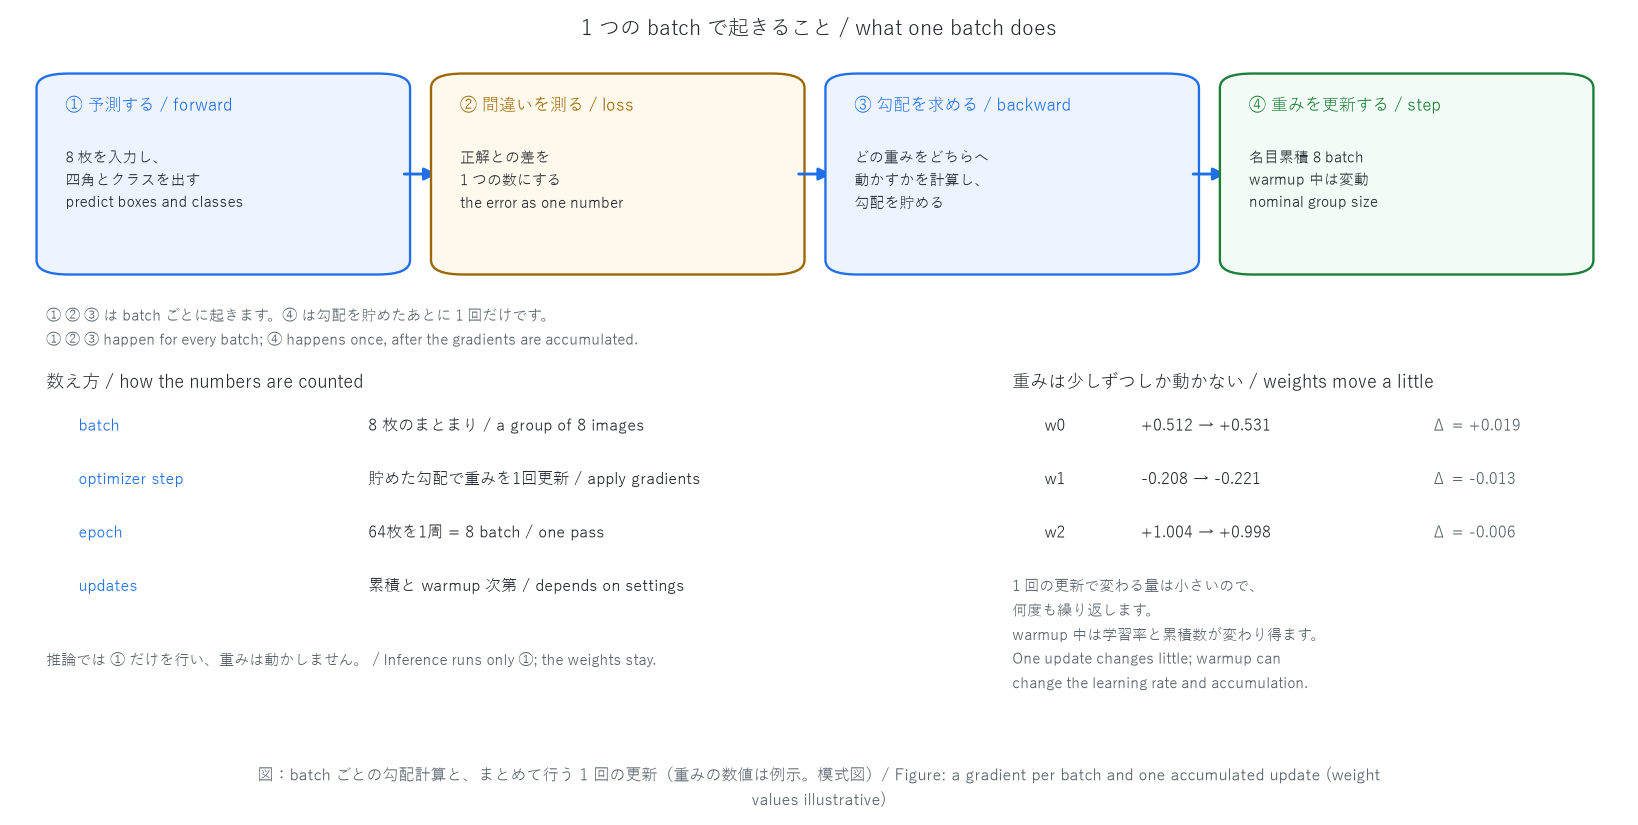 1 つの batch で起きること / what one batch does
① 予測する / forward
8 枚を入力し、
四角とクラスを出す
predict boxes and classes
② 間違いを測る / loss
正解との差を
1 つの数にする
the error as one number
③ 勾配を求める / backward
どの重みをどちらへ
動かすかを計算し、
勾配を貯める
④ 重みを更新する / step
名目累積 8 batch
warmup 中は変動
nominal group size
① ② ③ は batch ごとに起きます。④ は勾配を貯めたあとに 1 回だけです。
① ② ③ happen for every batch; ④ happens once, after the gradients are accumulated.
数え方 / how the numbers are counted
batch 8 枚のまとまり / a group of 8 images
optimizer step 貯めた勾配で重みを1回更新 / apply gradients
epoch 64枚を1周 = 8 batch / one pass
updates 累積と warmup 次第 / depends on settings
推論では ① だけを行い、重みは動かしません。 / Inference runs only ①; the weights stay.
重みは少しずつしか動かない / weights move a little
w0 +0.512 → +0.531 Δ = +0.019
w1 -0.208 → -0.221 Δ = -0.013
w2 +1.004 → +0.998 Δ = -0.006
1 回の更新で変わる量は小さいので、
何度も繰り返します。
warmup 中は学習率と累積数が変わり得ます。
One update changes little; warmup can
change the learning rate and accumulation.
図：batch ごとの勾配計算と、まとめて行う 1 回の更新（重みの数値は例示。模式図）/ Figure: a gradient per batch and one accumulated update (weight
values illustrative)